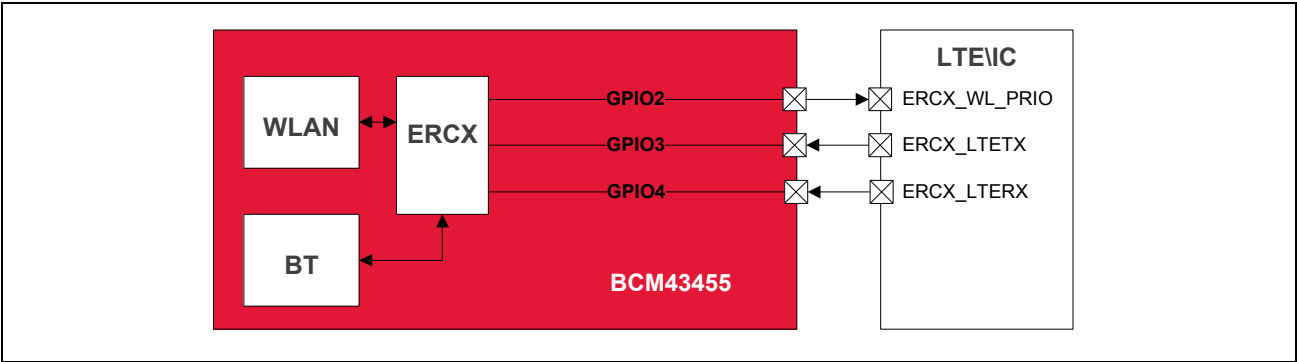 LTE\IC
GPIO2
ERCX_WL_PRIO
WLAN
ERCX
GPIO3
ERCX_LTETX
GPIO4
ERCX_LTERX
BT
BCM43455